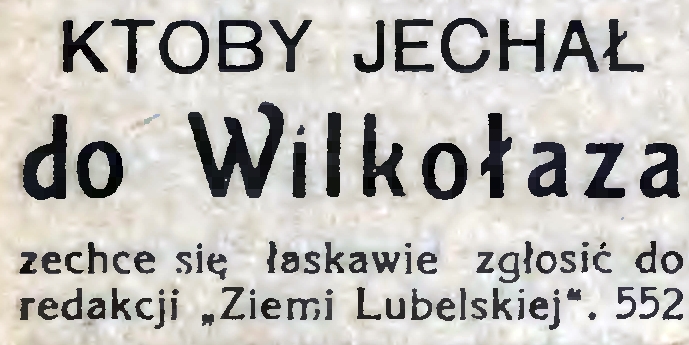 KTOBY JECHAŁ
do Wilkołaza
zechce się łaskawie zgłosić do
redakcji „Ziemi Lubelskiej“. 552